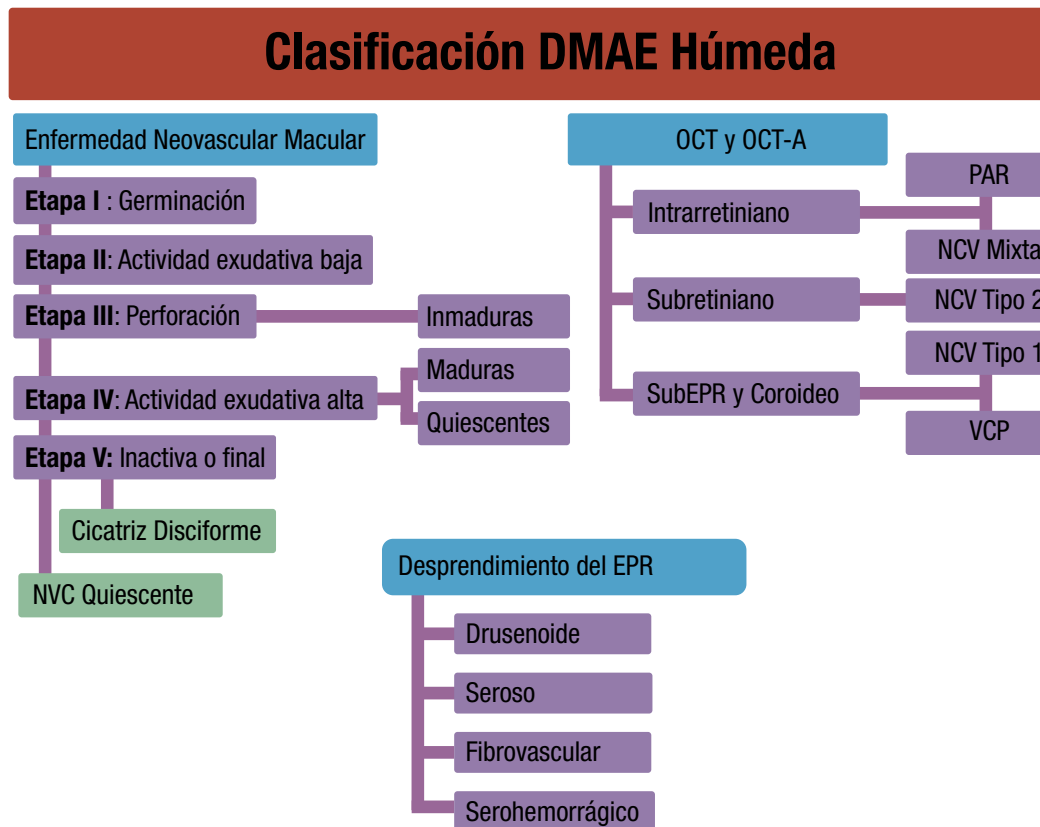 Clasificación DMAE Húmeda
Enfermedad Neovascular Macular
Etapa I : Germinación
Etapa II: Actividad exudativa baja
Etapa III: Perforación
Inmaduras
Maduras
Etapa IV: Actividad exudativa alta
Quiescentes
Etapa V: Inactiva o final
Cicatriz Disciforme
NVC Quiescente
OCT y OCT-A
PAR
Intrarretiniano
NCV Mixta
Subretiniano
NCV Tipo 2
NCV Tipo 1
SubEPR y Coroideo
VCP
Desprendimiento del EPR
Drusenoide
Seroso
Fibrovascular
Serohemorrágico